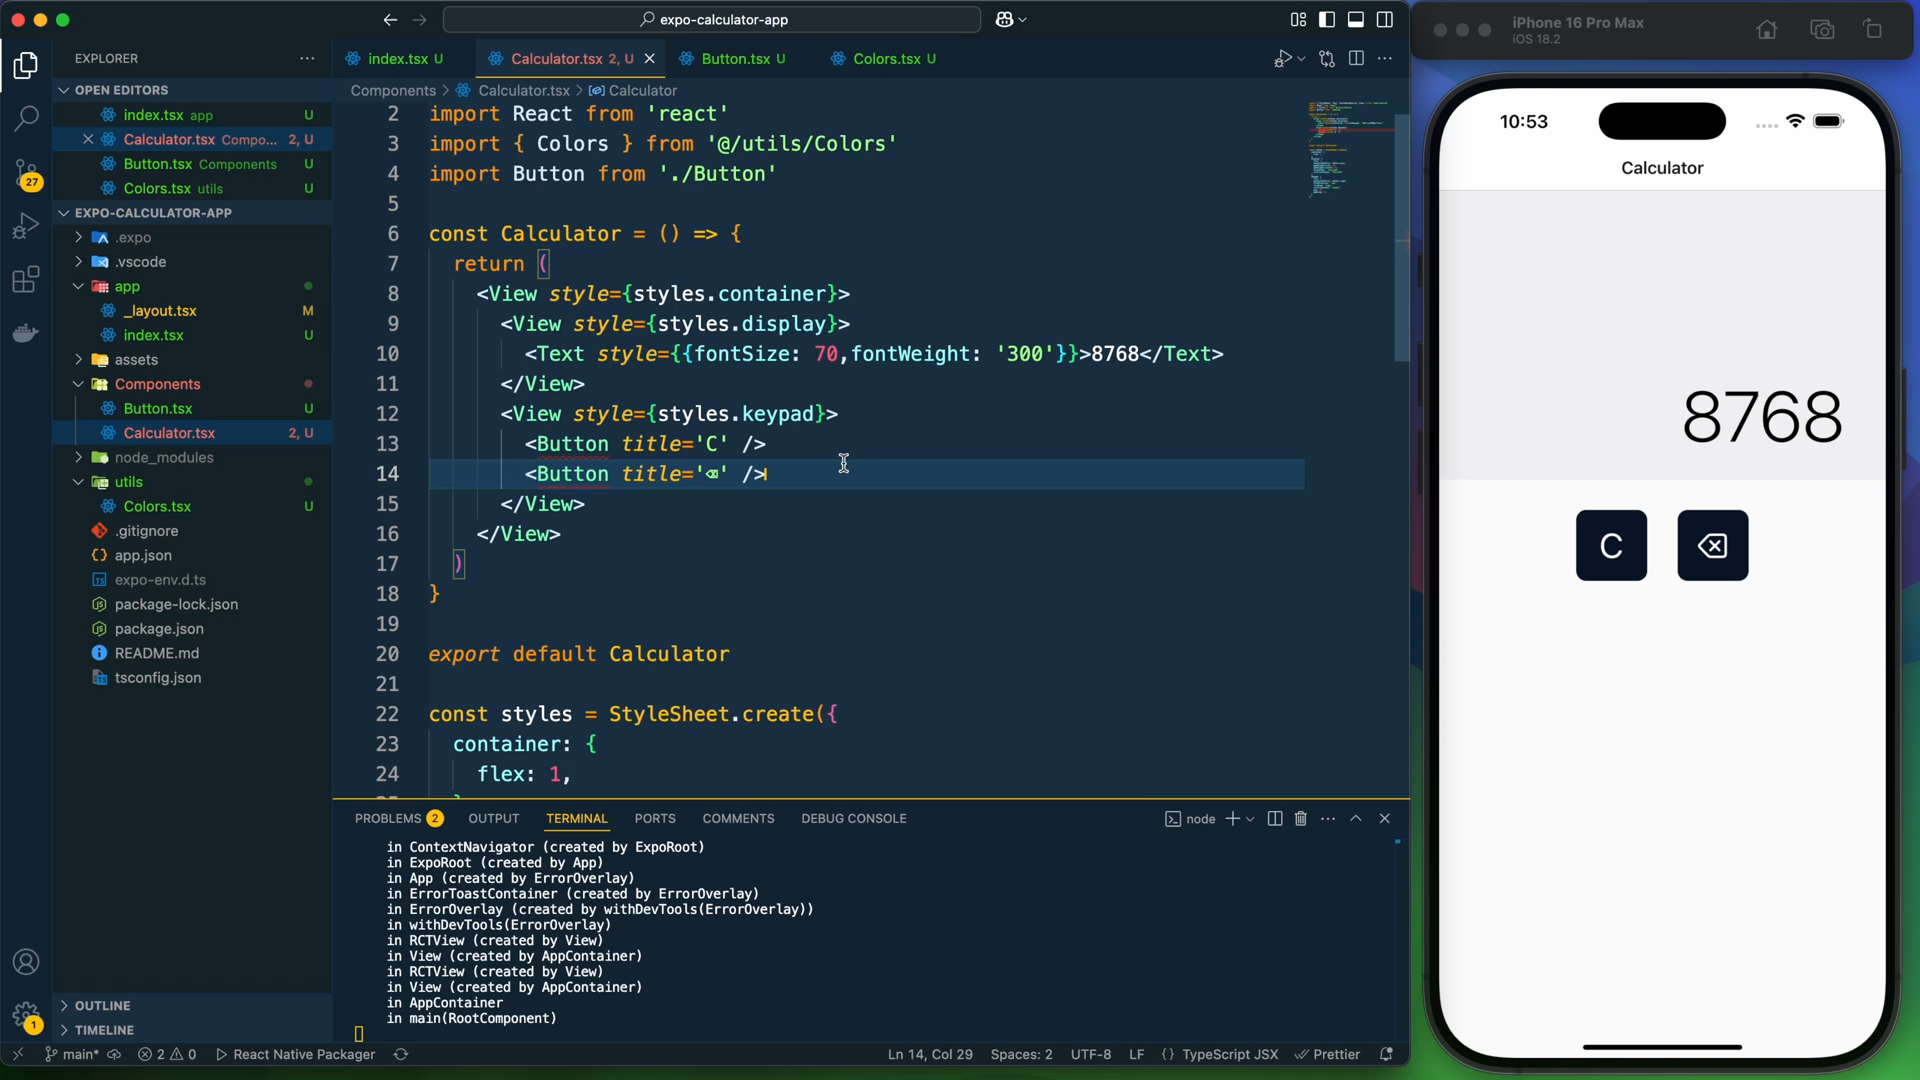 expo-calculator-app
EXPLORER
OPEN EDITORS
index.tsx app U
Calculator.tsx Compo... 2, U
Button.tsx Components U
Colors.tsx utils U
27
EXPO-CALCULATOR-APP
.expo
.vscode
app
_layout.tsx M
index.tsx U
assets
Components
Button.tsx U
Calculator.tsx 2, U
node_modules
utils
Colors.tsx U
.gitignore
app.json
expo-env.d.ts
package-lock.json
package.json
README.md
tsconfig.json
OUTLINE
TIMELINE
1
index.tsx U
Calculator.tsx 2, U
Button.tsx U
Colors.tsx U
Components > Calculator.tsx > Calculator
2 import React from 'react'
3 import { Colors } from '@/utils/Colors'
4 import Button from './Button'
5
6 const Calculator = () => {
7 return (
8 <View style={styles.container}>
9 <View style={styles.display}>
10 <Text style={{fontSize: 70,fontWeight: '300'}}>8768</Text>
11 </View>
12 <View style={styles.keypad}>
13 <Button title='C' />
14 <Button title='⌫' />
15 </View>
16 </View>
17 )
18 }
19
20 export default Calculator
21
22 const styles = StyleSheet.create({
23 container: {
24 flex: 1,
PROBLEMS 2 OUTPUT TERMINAL PORTS COMMENTS DEBUG CONSOLE
node
in ContextNavigator (created by ExpoRoot)
in ExpoRoot (created by App)
in App (created by ErrorOverlay)
in ErrorToastContainer (created by ErrorOverlay)
in ErrorOverlay (created by withDevTools(ErrorOverlay))
in withDevTools(ErrorOverlay)
in RCTView (created by View)
in View (created by AppContainer)
in RCTView (created by View)
in View (created by AppContainer)
in AppContainer
in main(RootComponent)
main* 2 0 React Native Packager
Ln 14, Col 29 Spaces: 2 UTF-8 LF {} TypeScript JSX Prettier
iPhone 16 Pro Max
iOS 18.2
10:53
Calculator
8768
C ⌫